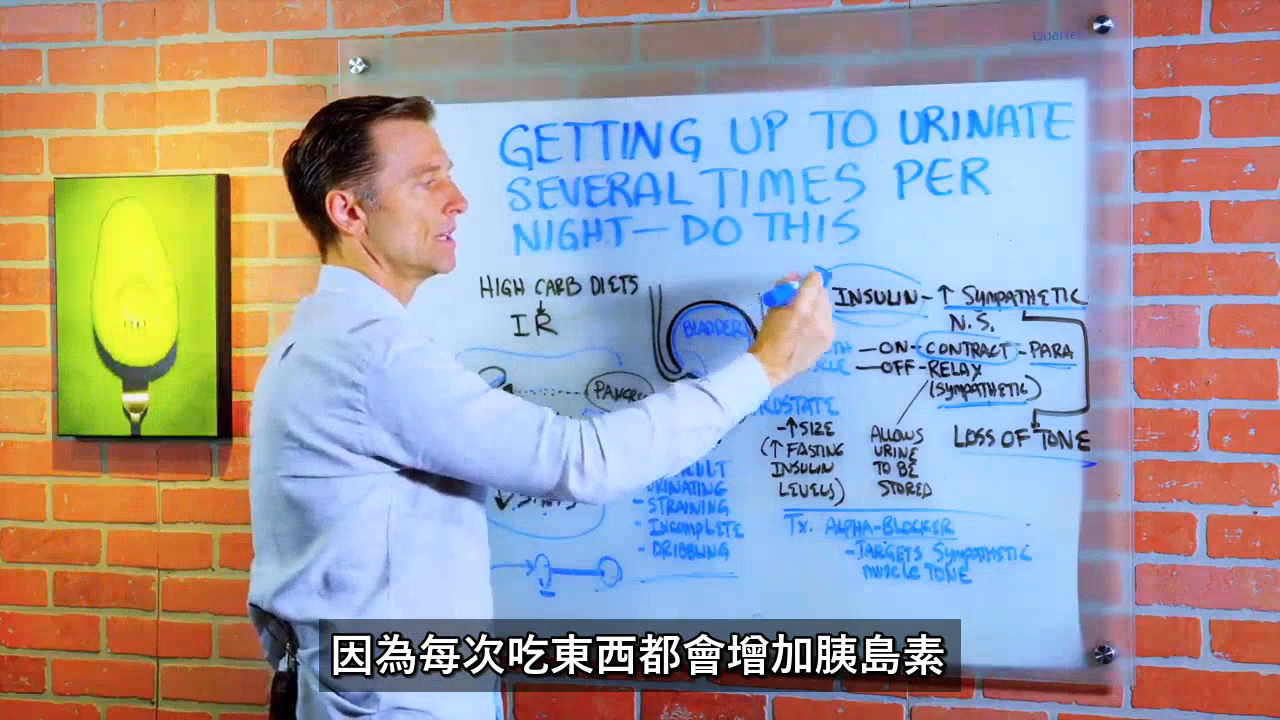 Quartet
GETTING UP TO URINATE
SEVERAL TIMES PER
NIGHT—DO THIS
HIGH CARB DIETS
IR
BLADDER
INSULIN - ↑ SYMPATHETIC
N.S.
—ON—CONTRACT—PARA
—OFF—RELAX
(SYMPATHETIC)
LOSS OF TONE
- ↑ SIZE
(↑ FASTING
INSULIN
LEVELS)
ALLOWS
URINE
TO BE
STORED
- STRAINING
- INCOMPLETE
- DRIBBLING
TX. ALPHA-BLOCKER
- TARGETS SYMPATHETIC
MUSCLE TONE
因為每次吃東西都會增加胰島素